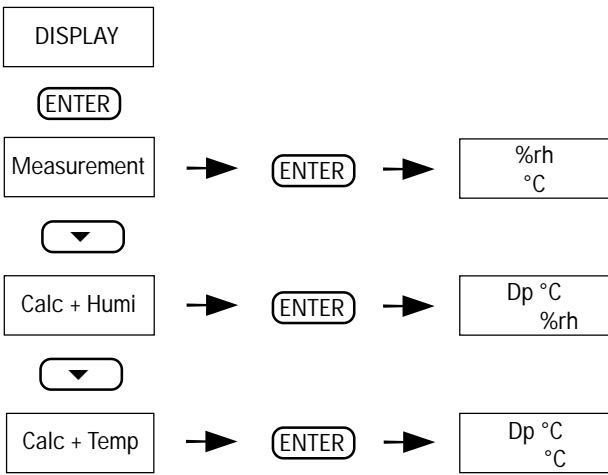 DISPLAY
ENTER
Measurement
ENTER
%rh
°C
Calc + Humi
ENTER
Dp °C
%rh
Calc + Temp
ENTER
Dp °C
°C